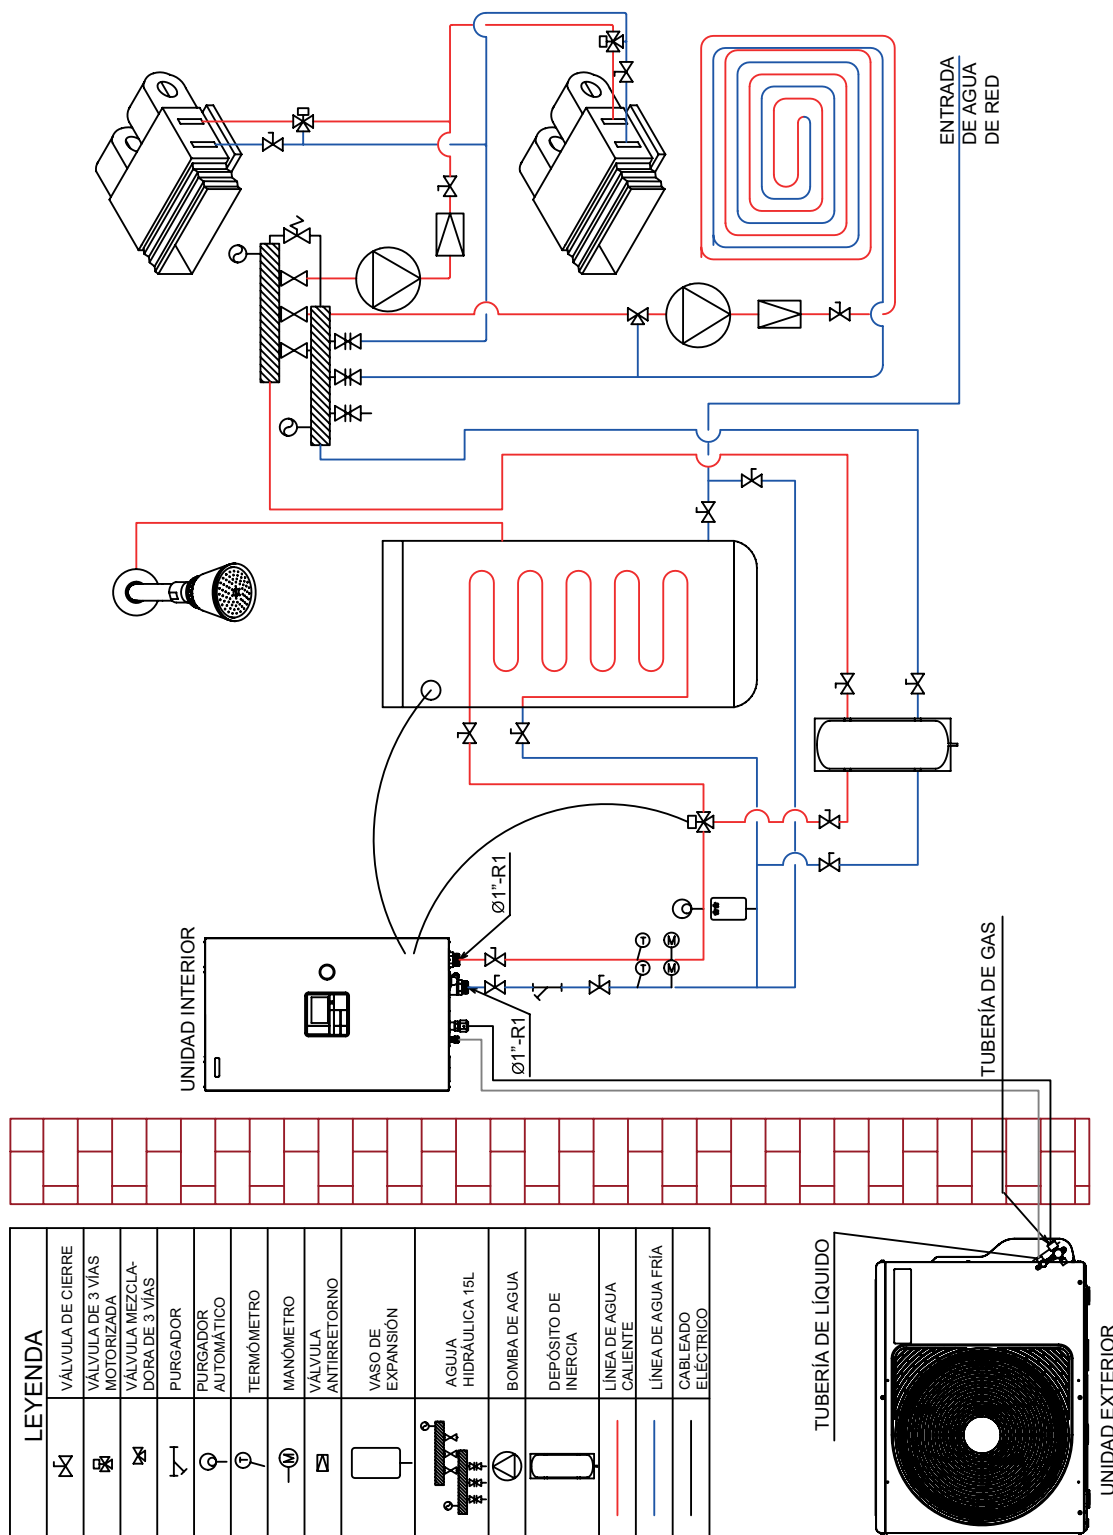 LEYENDA
VÁLVULA DE CIERRE
VÁLVULA DE 3 VÍAS
MOTORIZADA
VÁLVULA MEZCLA-
DORA DE 3 VÍAS
PURGADOR
PURGADOR
AUTOMÁTICO
T
TERMÓMETRO
M
MANÓMETRO
VÁLVULA
ANTIRRETORNO
VASO DE
EXPANSIÓN
AGUJA
HIDRÁULICA 15L
BOMBA DE AGUA
DEPÓSITO DE
INERCIA
LÍNEA DE AGUA
CALIENTE
LÍNEA DE AGUA FRÍA
CABLEADO
ELÉCTRICO
UNIDAD INTERIOR
Ø1"-R1
Ø1"-R1
T
T
M
M
TUBERÍA DE GAS
TUBERÍA DE LÍQUIDO
UNIDAD EXTERIOR
ENTRADA
DE AGUA
DE RED